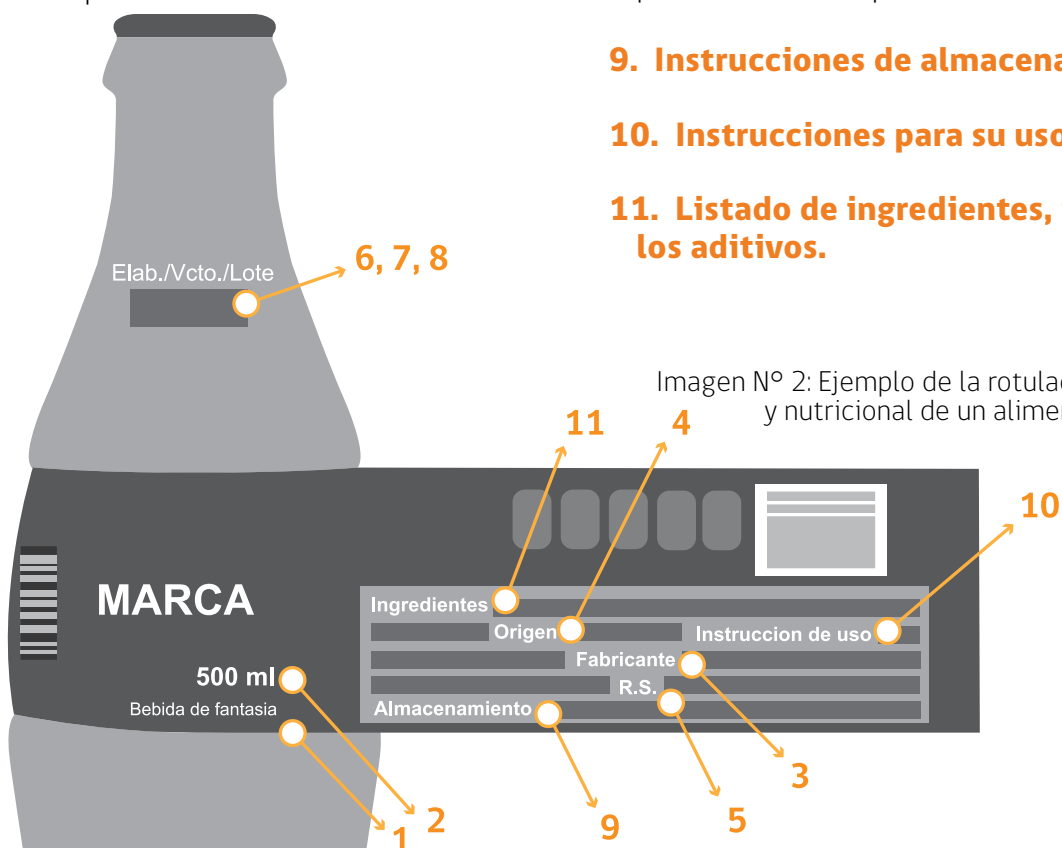 9. Instrucciones de almacena
10. Instrucciones para su uso
11. Listado de ingredientes,
los aditivos.
Elab./Vcto./Lote
6, 7, 8
Imagen N° 2: Ejemplo de la rotula
y nutricional de un alime
11
4
10
MARCA
Ingredientes
Origen
Instruccion de uso
Fabricante
500 ml
R.S.
Bebida de fantasia
Almacenamiento
3
1
2
9
5